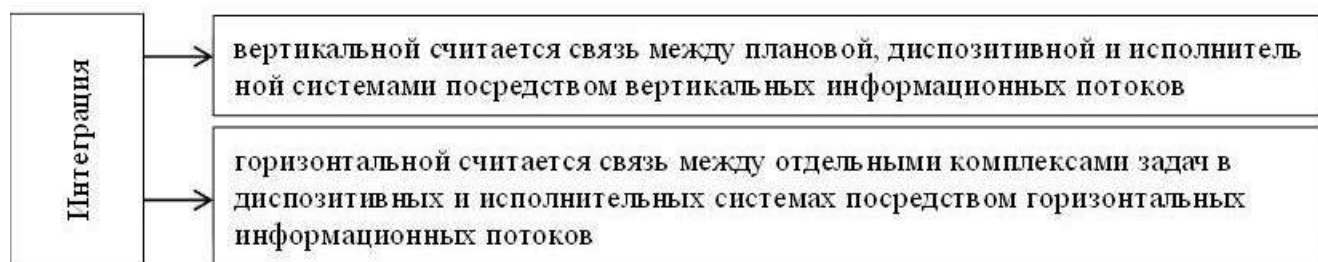 Интеграция
вертикальной считается связь между плановой, диспозитивной и исполнитель
ной системами посредством вертикальных информационных потоков
горизонтальной считается связь между отдельными комплексами задач в
диспозитивных и исполнительных системах посредством горизонтальных
информационных потоков